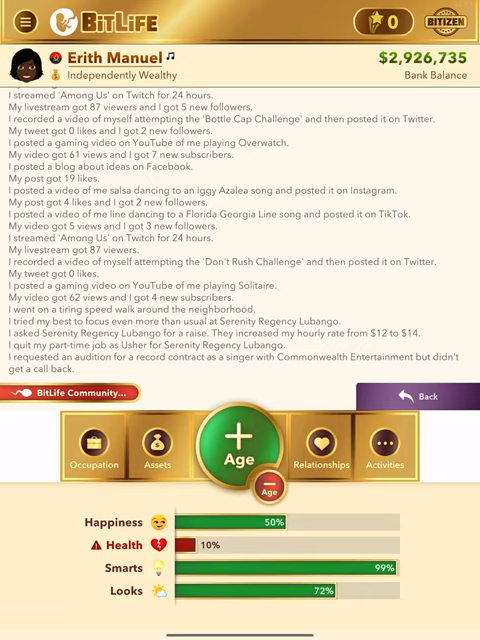 BITLIFE
0
BITIZEN
Erith Manuel
$2,926,735
Independently Wealthy
Bank Balance
I streamed 'Among Us' on Twitch for 24 hours.
My livestream got 87 viewers and I got 5 new followers.
I recorded a video of myself attempting the 'Bottle Cap Challenge' and then posted it on Twitter.
My tweet got 0 likes and I got 2 new followers.
I posted a gaming video on YouTube of me playing Overwatch.
My video got 61 views and I got 7 new subscribers.
I posted a blog about ideas on Facebook.
My post got 19 likes.
I posted a video of me salsa dancing to an Iggy Azalea song and posted it on Instagram.
My post got 4 likes and I got 2 new followers.
I posted a video of me line dancing to a Florida Georgia Line song and posted it on TikTok.
My video got 5 views and I got 3 new followers.
I streamed 'Among Us' on Twitch for 24 hours.
My livestream got 87 viewers.
I recorded a video of myself attempting the 'Don't Rush Challenge' and then posted it on Twitter.
My tweet got 0 likes.
I posted a gaming video on YouTube of me playing Solitaire.
My video got 62 views and I got 4 new subscribers.
I went on a tiring speed walk around the neighborhood.
I tried my best to focus even more than usual at Serenity Regency Lubango.
I asked Serenity Regency Lubango for a raise. They increased my hourly rate from $12 to $14.
I quit my part-time job as Usher for Serenity Regency Lubango.
I requested an audition for a record contract as a singer with Commonwealth Entertainment but didn't
get a call back.
BitLife Community...
Back
Occupation
Assets
Age
Age
Relationships
Activities
Happiness 50%
Health 10%
Smarts 99%
Looks 72%